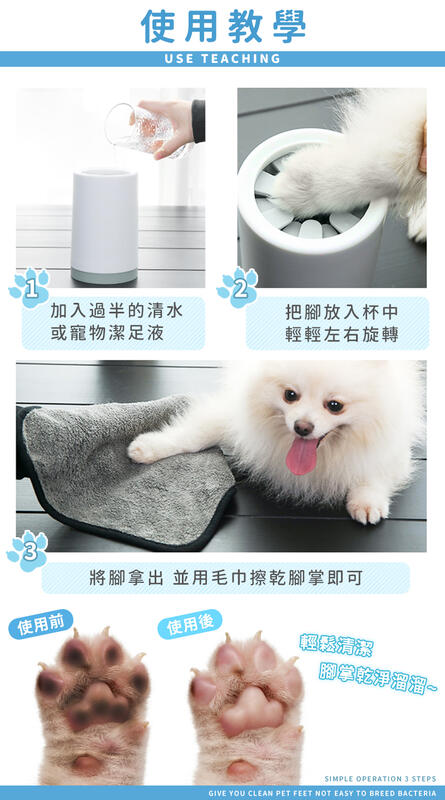 使用教學
USE TEACHING
1
加入過半的清水
或寵物潔足液
2
把腳放入杯中
輕輕左右旋轉
3
將腳拿出 並用毛巾擦乾腳掌即可
使用前
使用後
輕鬆清潔
腳掌乾淨溜溜~
SIMPLE OPERATION 3 STEPS
GIVE YOU CLEAN PET FEET NOT EASY TO BREED BACTERIA